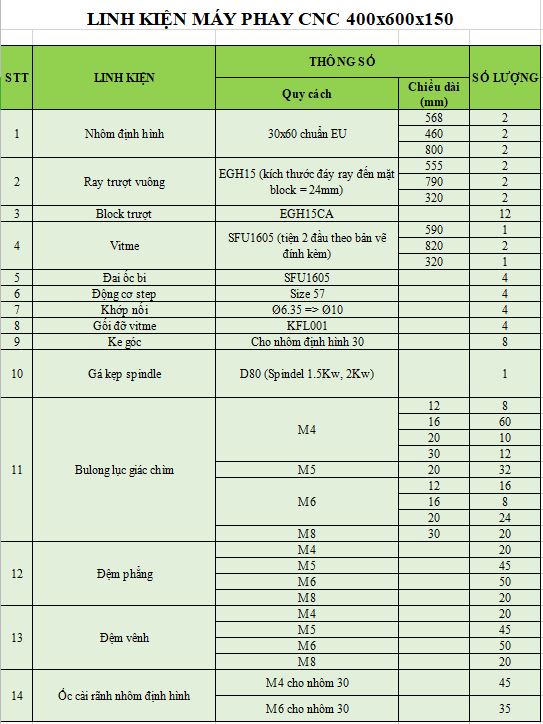 LINH KIỆN MÁY PHAY CNC 400x600x150
STT LINH KIỆN THÔNG SỐ SỐ LƯỢNG
Quy cách Chiều dài (mm)
1 Nhôm định hình 30x60 chuẩn EU 568 2
460 2
800 2
2 Ray trượt vuông EGH15 (kích thước đáy ray đến mặt block = 24mm) 555 2
790 2
320 2
3 Block trượt EGH15CA 12
4 Vitme SFU1605 (tiện 2 đầu theo bản vẽ đính kèm) 590 1
820 2
320 1
5 Đai ốc bi SFU1605 4
6 Động cơ step Size 57 4
7 Khớp nối Ø6.35 => Ø10 4
8 Gối đỡ vitme KFL001 4
9 Ke góc Cho nhôm định hình 30 8
10 Gá kẹp spindle D80 (Spindel 1.5Kw, 2Kw) 1
11 Bulong lục giác chìm M4 12 8
16 60
20 10
30 12
M5 20 32
M6 12 16
16 8
20 24
M8 30 20
12 Đệm phẳng M4 20
M5 45
M6 50
M8 20
13 Đệm vênh M4 20
M5 45
M6 50
M8 20
14 Ốc cài rãnh nhôm định hình M4 cho nhôm 30 45
M6 cho nhôm 30 35